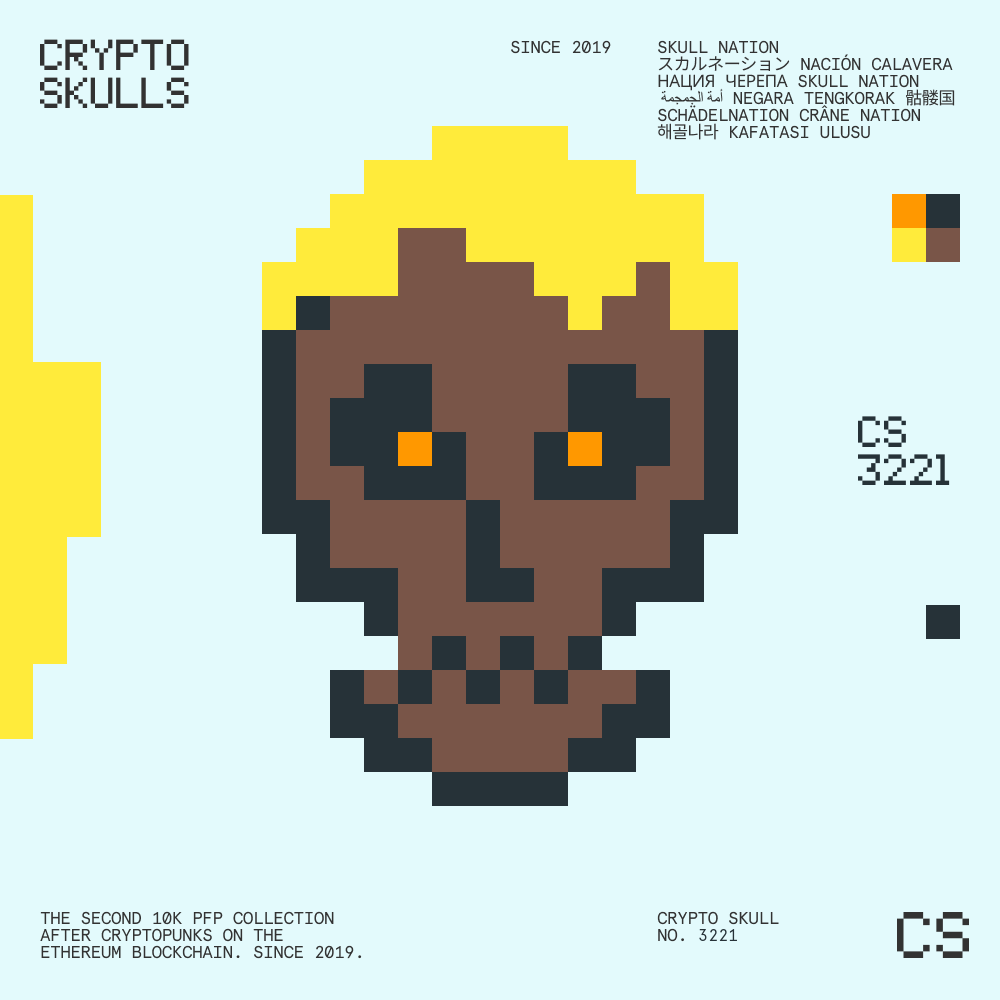 CRYPTO
SKULLS
SINCE 2019
SKULL NATION
スカルネーション NACIÓN CALAVERA
НАЦИЯ ЧЕРЕПА SKULL NATION
أمة الجمجمة NEGARA TENGKORAK 骷髅国
SCHÄDELNATION CRÂNE NATION
해골나라 KAFATASI ULUSU
CS
3221
THE SECOND 10K PFP COLLECTION
AFTER CRYPTOPUNKS ON THE
ETHEREUM BLOCKCHAIN. SINCE 2019.
CRYPTO SKULL
NO. 3221
CS